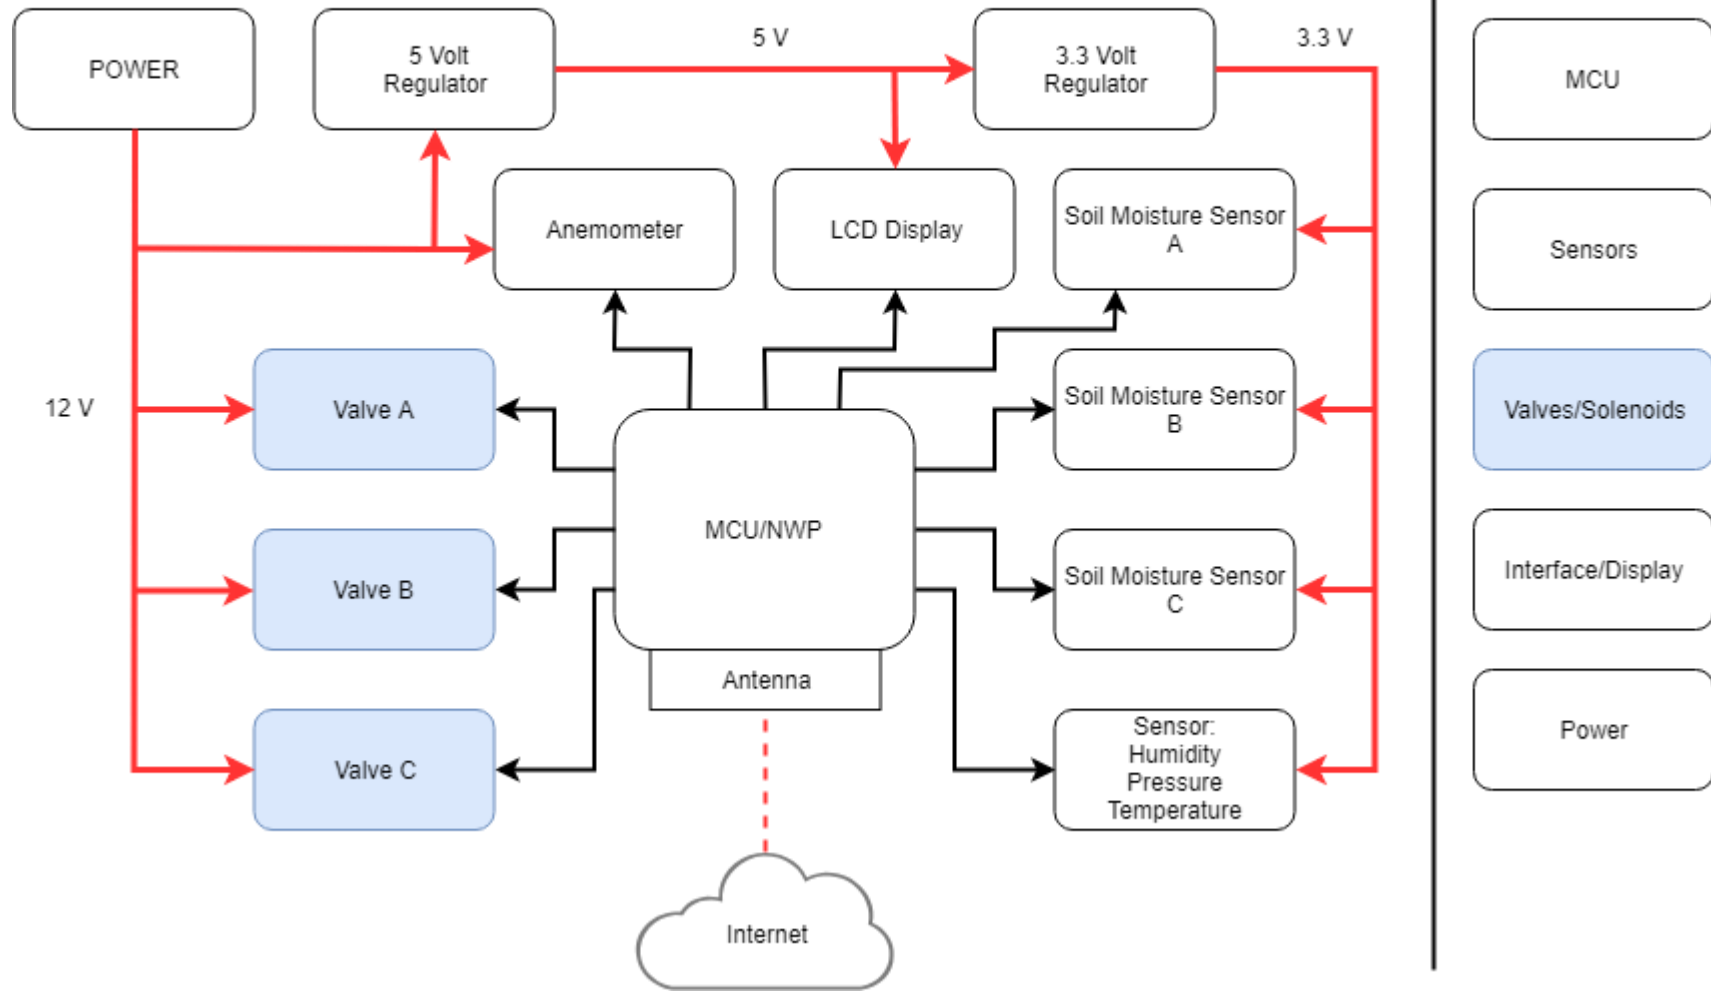 POWER
5 Volt
Regulator
5 V
3.3 Volt
Regulator
3.3 V
MCU
Anemometer
LCD Display
Soil Moisture Sensor
A
Sensors
12 V
Valve A
Soil Moisture Sensor
B
Valves/Solenoids
Valve B
MCU/NWP
Soil Moisture Sensor
C
Interface/Display
Antenna
Valve C
Sensor:
Humidity
Pressure
Temperature
Power
Internet